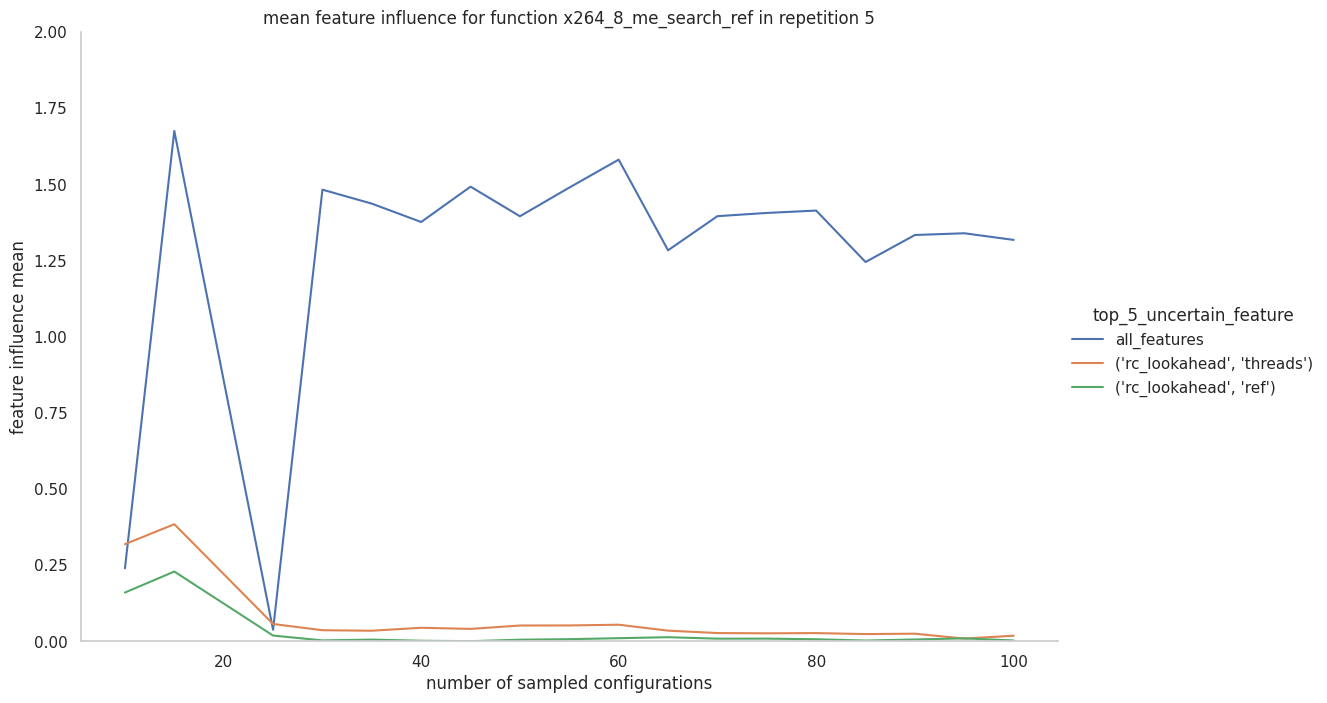 mean feature influence for function x264_8_me_search_ref in repetition 5
2.00
1.75
1.50
1.25
1.00
0.75
0.50
0.25
0.00
feature influence mean
20 40 60 80 100
number of sampled configurations
top_5_uncertain_feature
all_features
('rc_lookahead', 'threads')
('rc_lookahead', 'ref')